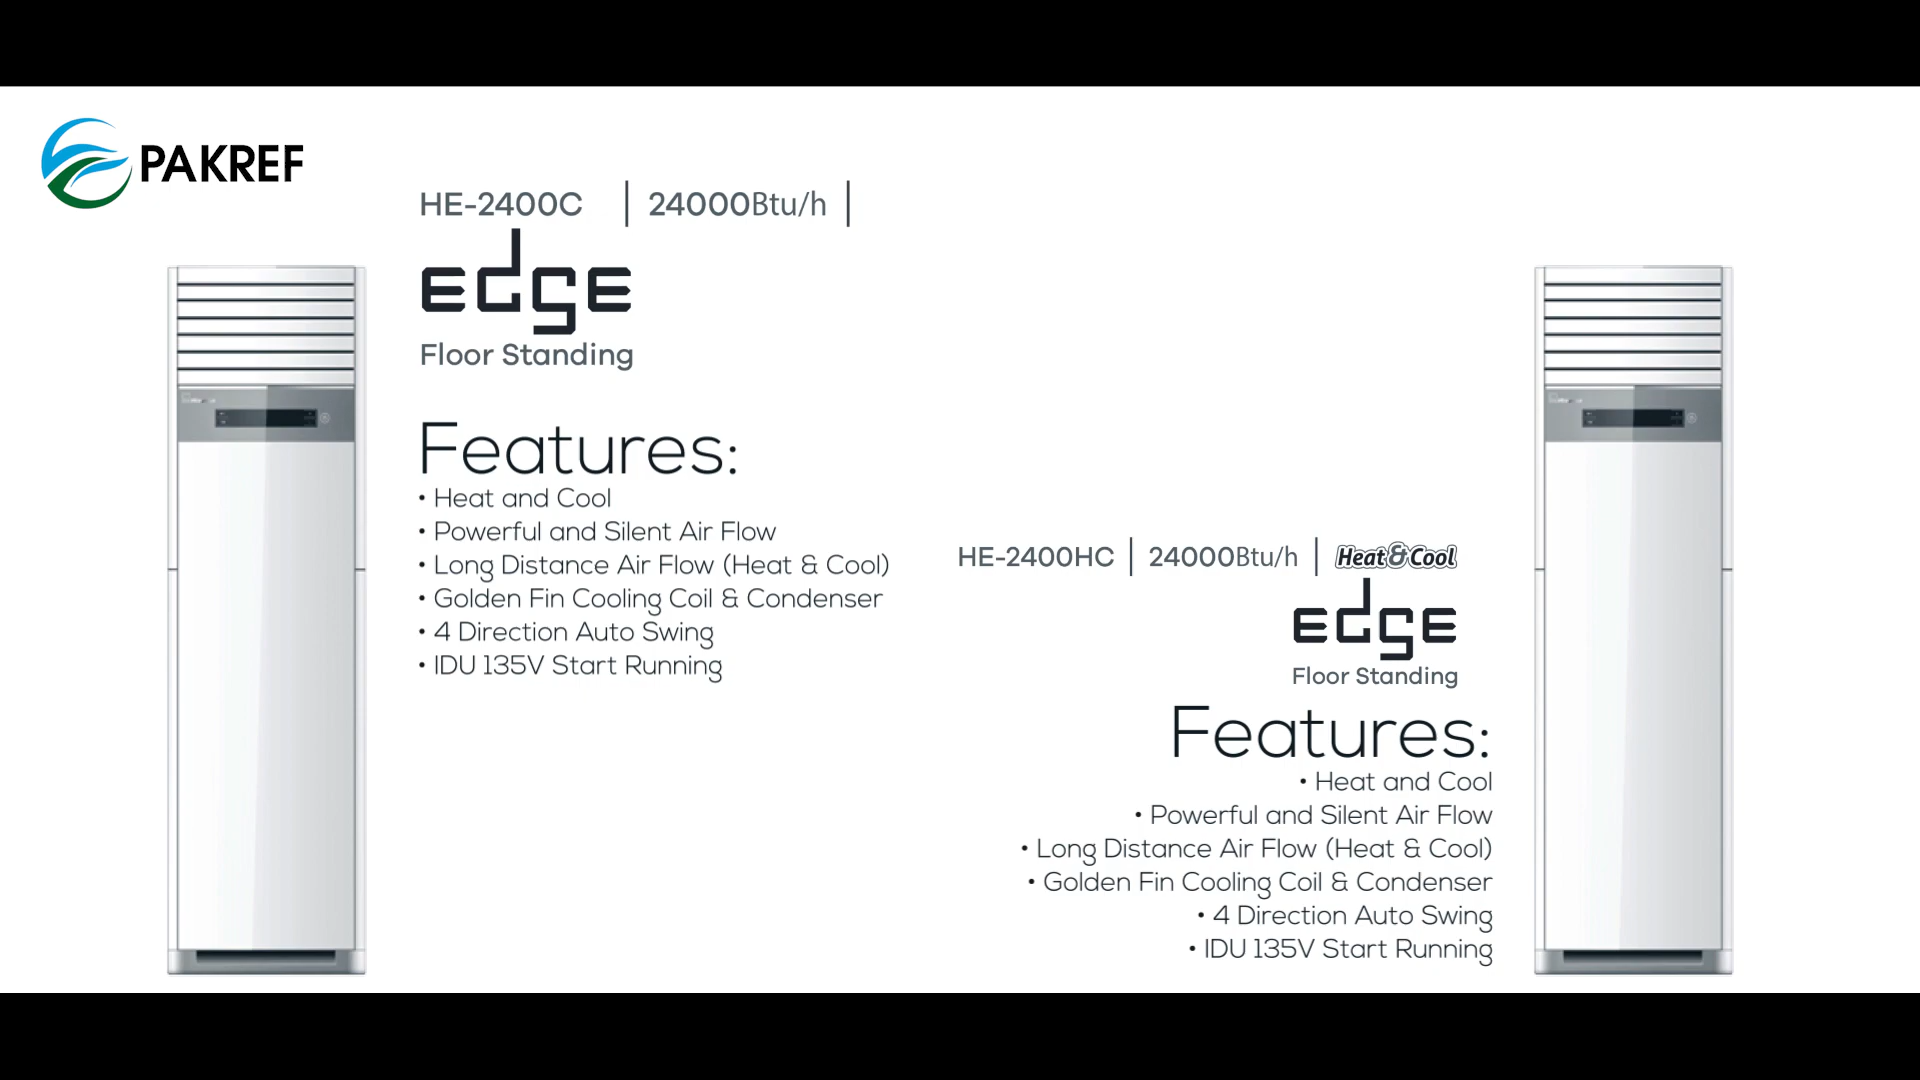 PAKREF
HE-2400C | 24000Btu/h |
edge
Floor Standing
Features:
• Heat and Cool
• Powerful and Silent Air Flow
• Long Distance Air Flow (Heat & Cool)
• Golden Fin Cooling Coil & Condenser
• 4 Direction Auto Swing
• IDU 135V Start Running
HE-2400HC | 24000Btu/h | Heat&Cool
edge
Floor Standing
Features:
• Heat and Cool
• Powerful and Silent Air Flow
• Long Distance Air Flow (Heat & Cool)
• Golden Fin Cooling Coil & Condenser
• 4 Direction Auto Swing
• IDU 135V Start Running